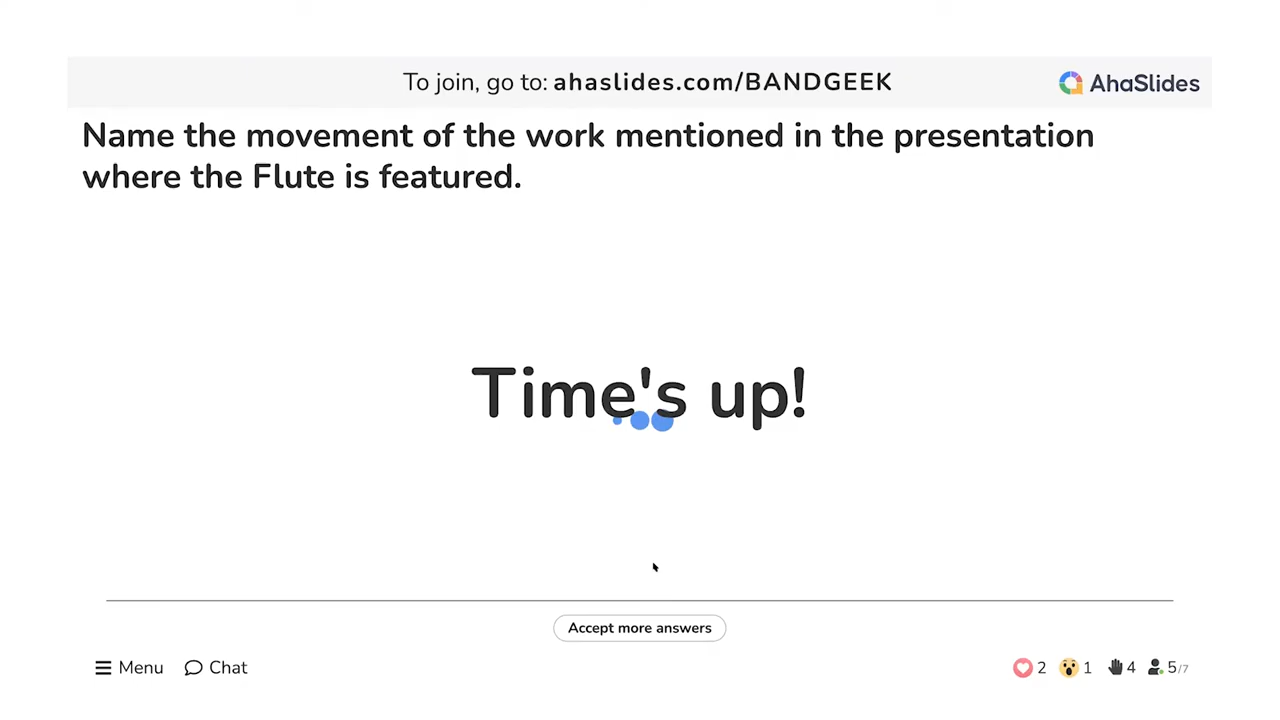 To join, go to: ahaslides.com/BANDGEEK
AhaSlides
Name the movement of the work mentioned in the presentation
where the Flute is featured.
Time's up!
Accept more answers
Menu Chat 2 1 4 5/7